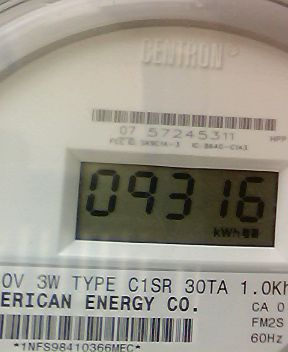 CENTRON®
07 57245311
09316
kWh
0V 3W TYPE C1SR 30TA 1.0Kh
ERICAN ENERGY CO.
CA 0
FM2S
60Hz
*1NFS98410366MEC*